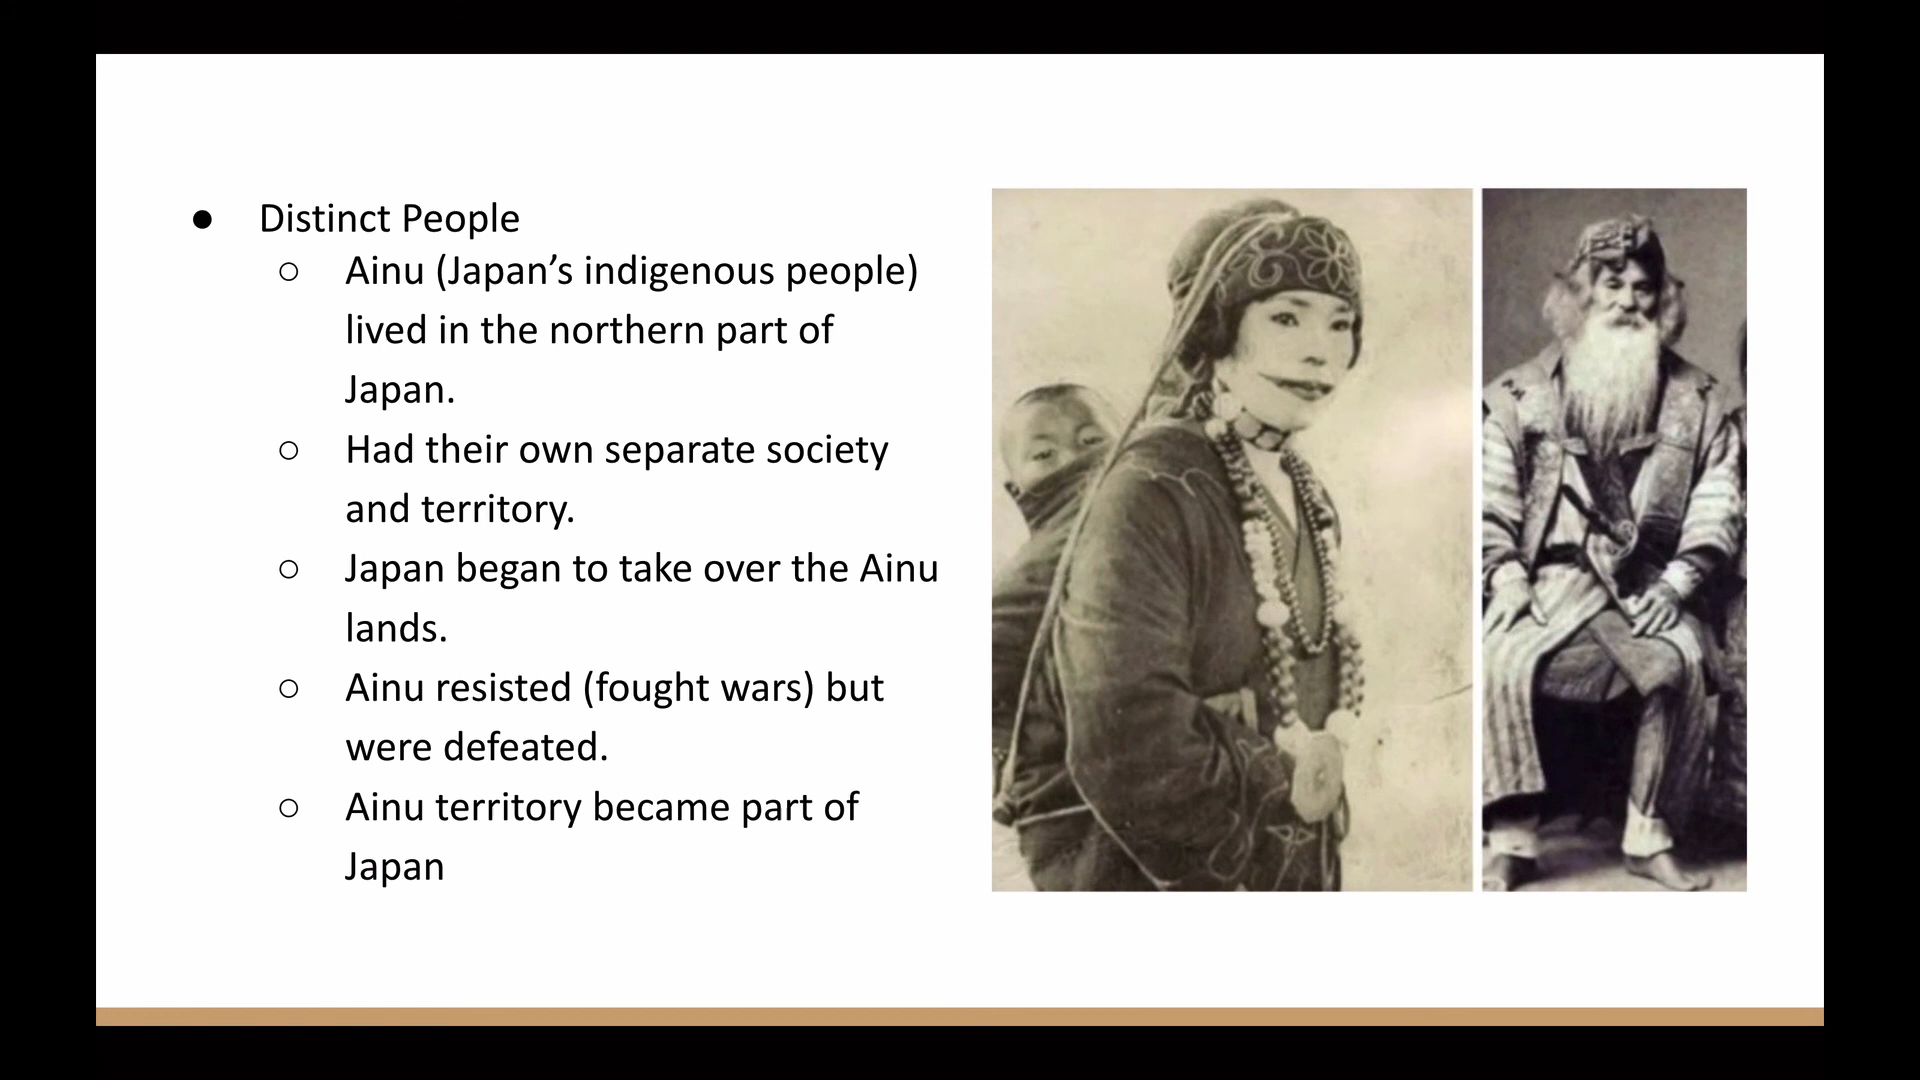 ● Distinct People
○ Ainu (Japan’s indigenous people)
lived in the northern part of
Japan.
○ Had their own separate society
and territory.
○ Japan began to take over the Ainu
lands.
○ Ainu resisted (fought wars) but
were defeated.
○ Ainu territory became part of
Japan